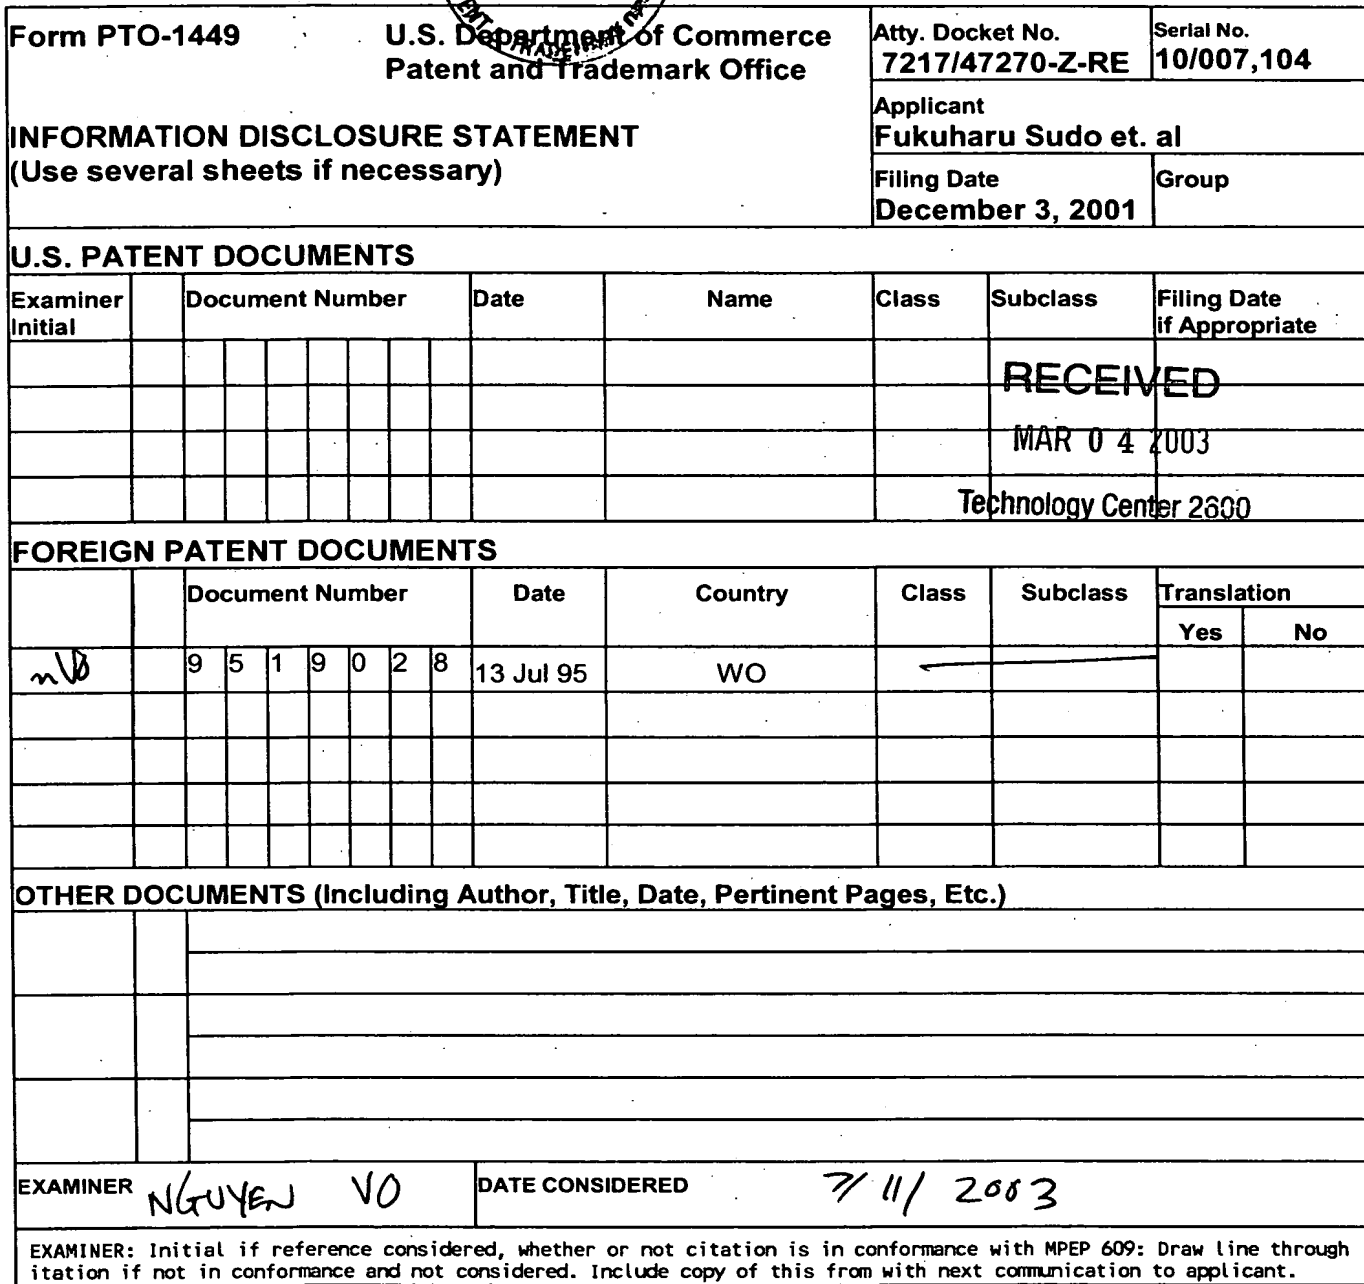 Form PTO-1449
U.S. Department of Commerce
Patent and Trademark Office
Atty. Docket No.
7217/47270-Z-RE
Serial No.
10/007,104
INFORMATION DISCLOSURE STATEMENT
(Use several sheets if necessary)
Applicant
Fukuharu Sudo et. al
Filing Date
December 3, 2001
Group
U.S. PATENT DOCUMENTS
Examiner
Initial
Document Number
Date
Name
Class
Subclass
Filing Date
if Appropriate
RECEIVED
MAR 0 4 2003
Technology Center 2600
FOREIGN PATENT DOCUMENTS
Document Number
Date
Country
Class
Subclass
Translation
Yes
No
nVo
9 5 1 9 0 2 8
13 Jul 95
WO
OTHER DOCUMENTS (Including Author, Title, Date, Pertinent Pages, Etc.)
EXAMINER
NGUYEN VO
DATE CONSIDERED
7/11/2003
EXAMINER: Initial if reference considered, whether or not citation is in conformance with MPEP 609: Draw line through
itation if not in conformance and not considered. Include copy of this from with next communication to applicant.